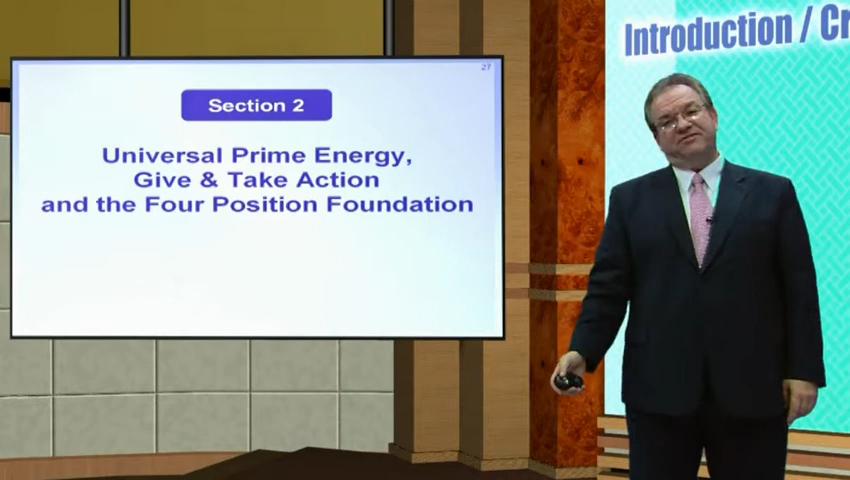 27
Section 2
Universal Prime Energy,
Give & Take Action
and the Four Position Foundation
Introduction / Cr